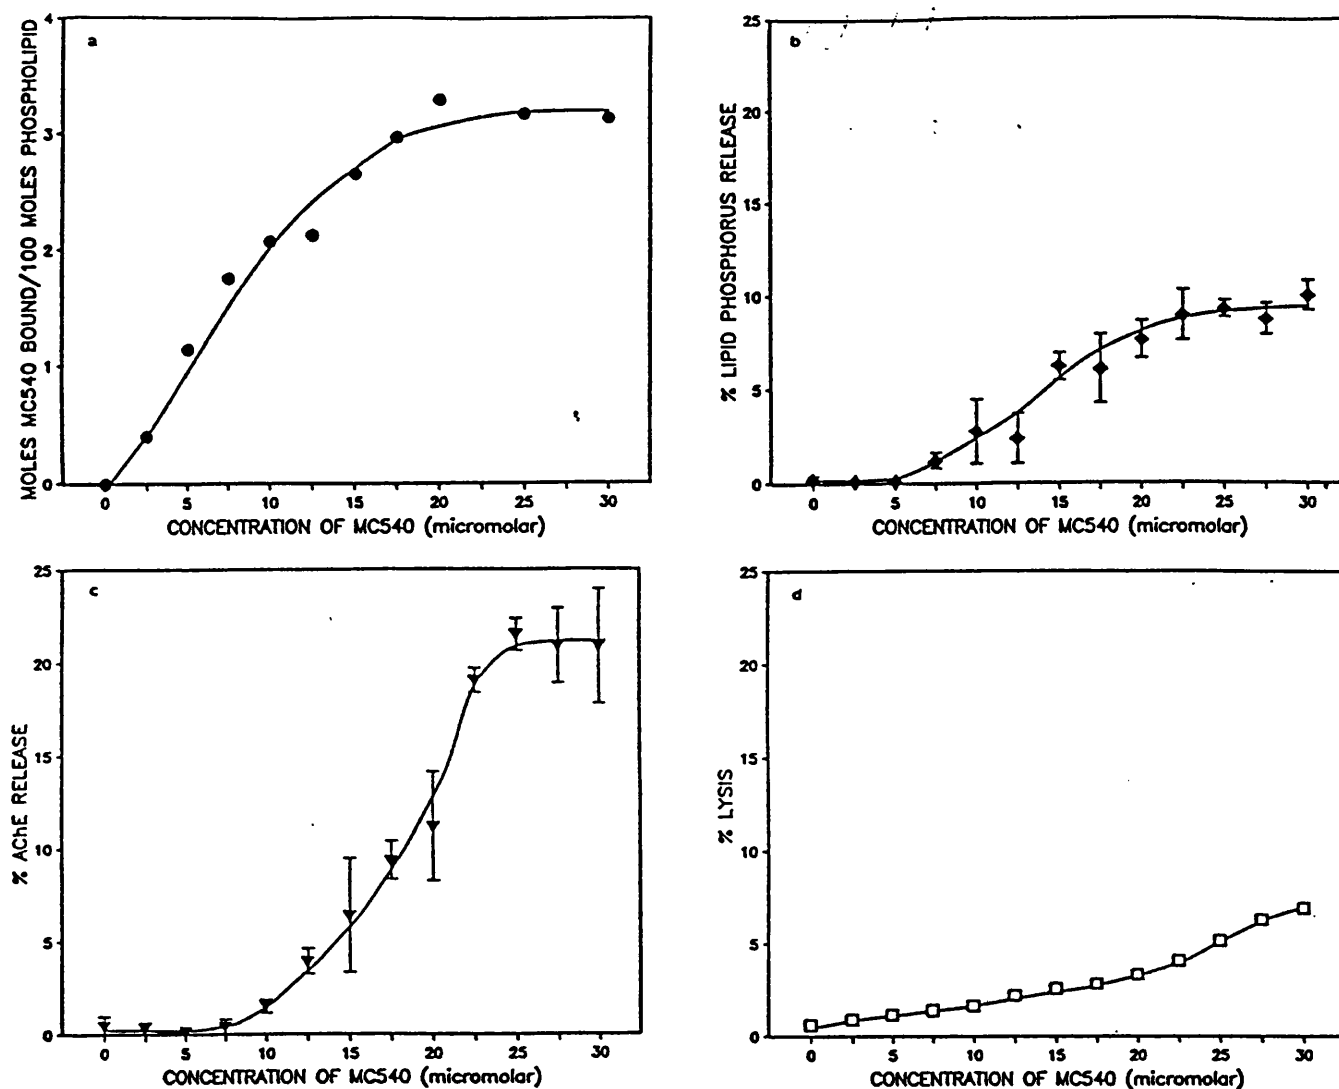 a
4
3
2
1
0
MOLES MC540 BOUND/100 MOLES PHOSPHOLIPID
0 5 10 15 20 25 30
CONCENTRATION OF MC540 (micromolar)
b
25
20
15
10
5
0
% LIPID PHOSPHORUS RELEASE
0 5 10 15 20 25 30
CONCENTRATION OF MC540 (micromolar)
c
25
20
15
10
5
0
% AChE RELEASE
0 5 10 15 20 25 30
CONCENTRATION OF MC540 (micromolar)
d
25
20
15
10
5
0
% LYSIS
0 5 10 15 20 25 30
CONCENTRATION OF MC540 (micromolar)